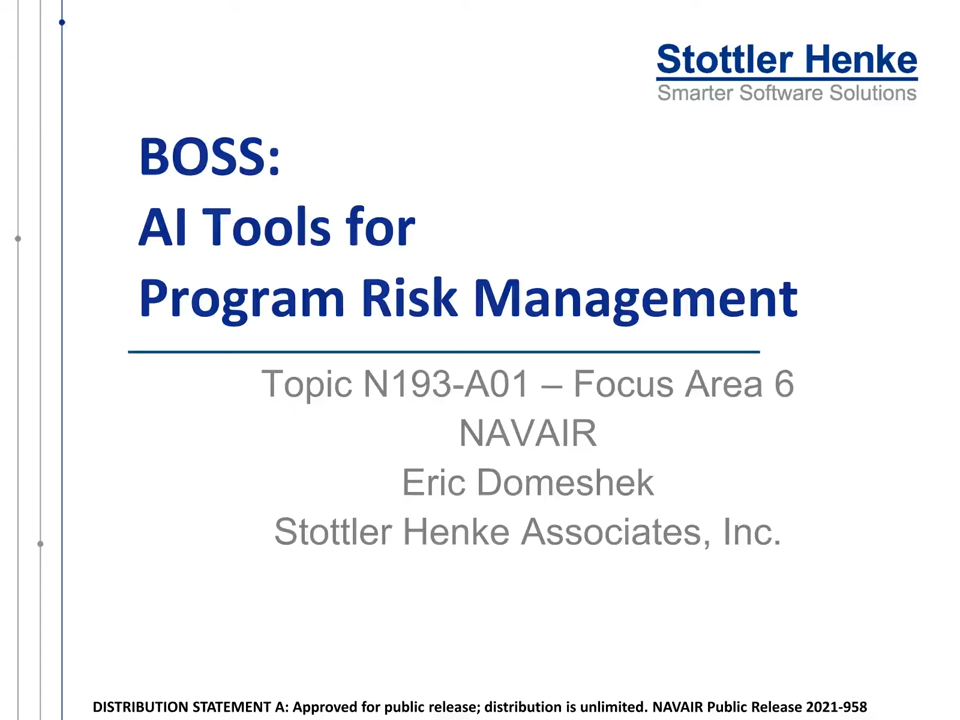 Stottler Henke
Smarter Software Solutions
BOSS:
AI Tools for
Program Risk Management
Topic N193-A01 – Focus Area 6
NAVAIR
Eric Domeshek
Stottler Henke Associates, Inc.
DISTRIBUTION STATEMENT A: Approved for public release; distribution is unlimited. NAVAIR Public Release 2021-958